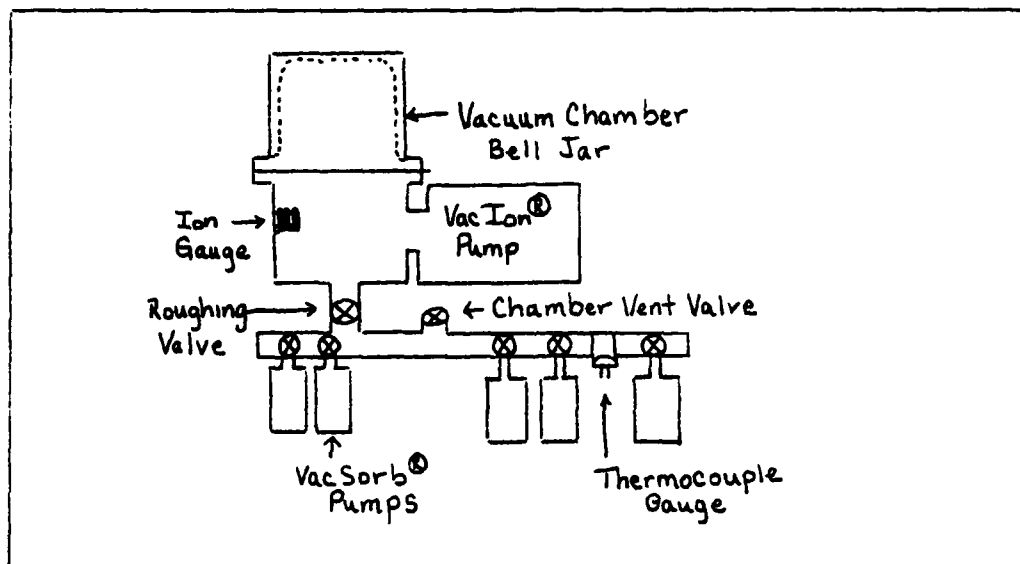 Vacuum Chamber
Bell Jar
Ion
Gauge
VacIon®
Pump
Roughing
Valve
Chamber Vent Valve
VacSorb®
Pumps
Thermocouple
Gauge